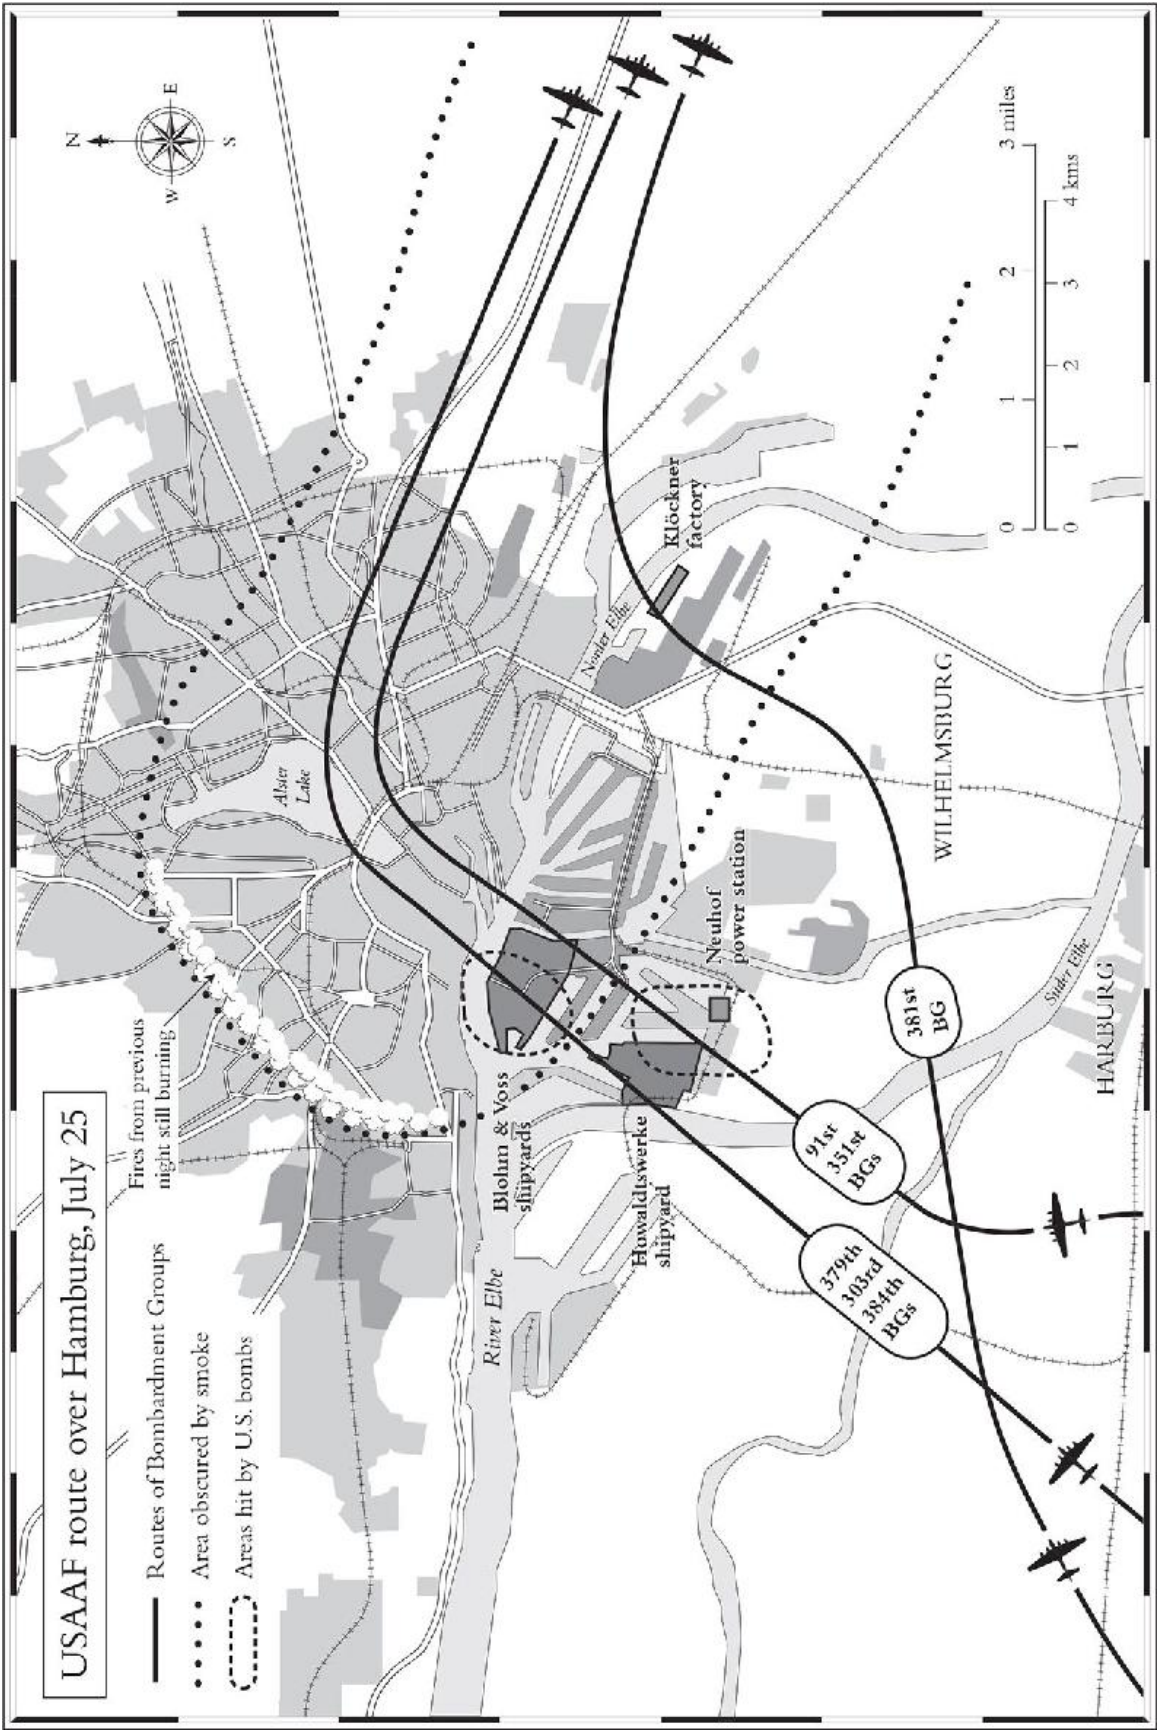 USAAF route over Hamburg, July 25
Routes of Bombardment Groups
Area obscured by smoke
Areas hit by U.S. bombs
Fires from previous
night still burning
N
W
E
S
Alster
Lake
River Elbe
Blohm & Voss
shipyards
Howaldtswerke
shipyard
Neuhof
power station
Norder Elbe
Klöckner
factory
379th
303rd
384th
BGs
91st
351st
BGs
381st
BG
WILHELMSBURG
Suder Elbe
HARBURG
0
1
2
3 miles
0
1
2
3
4 kms